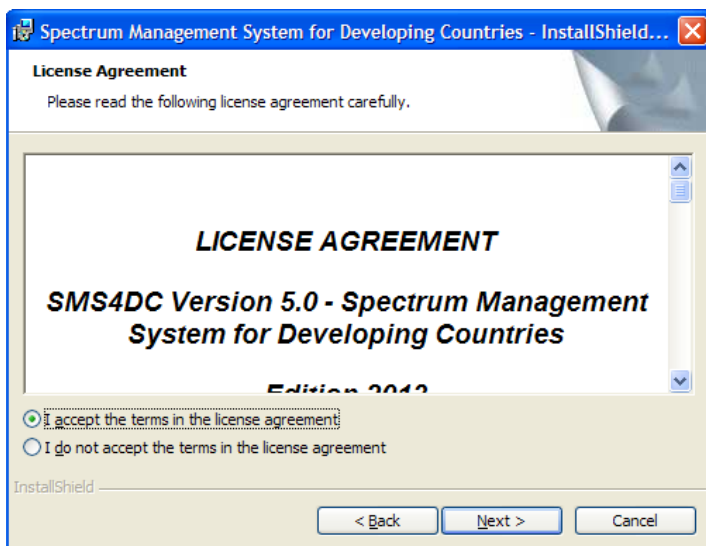 Spectrum Management System for Developing Countries - InstallShield...
License Agreement
Please read the following license agreement carefully.
LICENSE AGREEMENT
SMS4DC Version 5.0 - Spectrum Management
System for Developing Countries
Edition 2012
I accept the terms in the license agreement
I do not accept the terms in the license agreement
InstallShield
< Back
Next >
Cancel